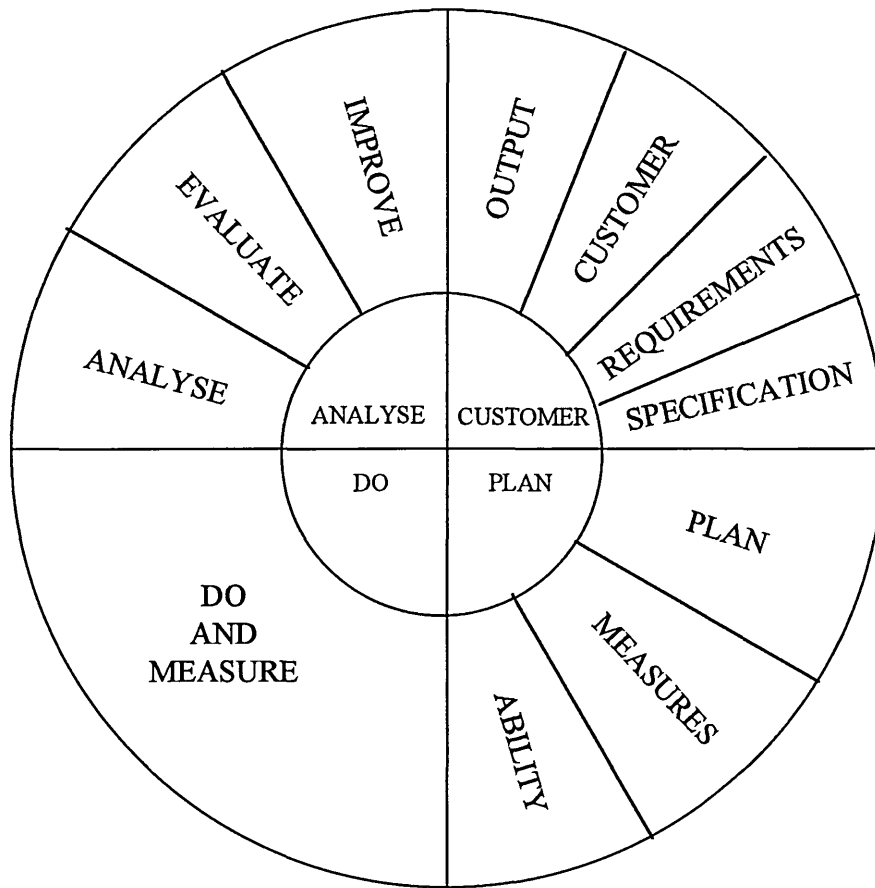 OUTPUT
CUSTOMER
REQUIREMENTS
SPECIFICATION
PLAN
MEASURES
ABILITY
DO
AND
MEASURE
ANALYSE
EVALUATE
IMPROVE
ANALYSE
CUSTOMER
DO
PLAN